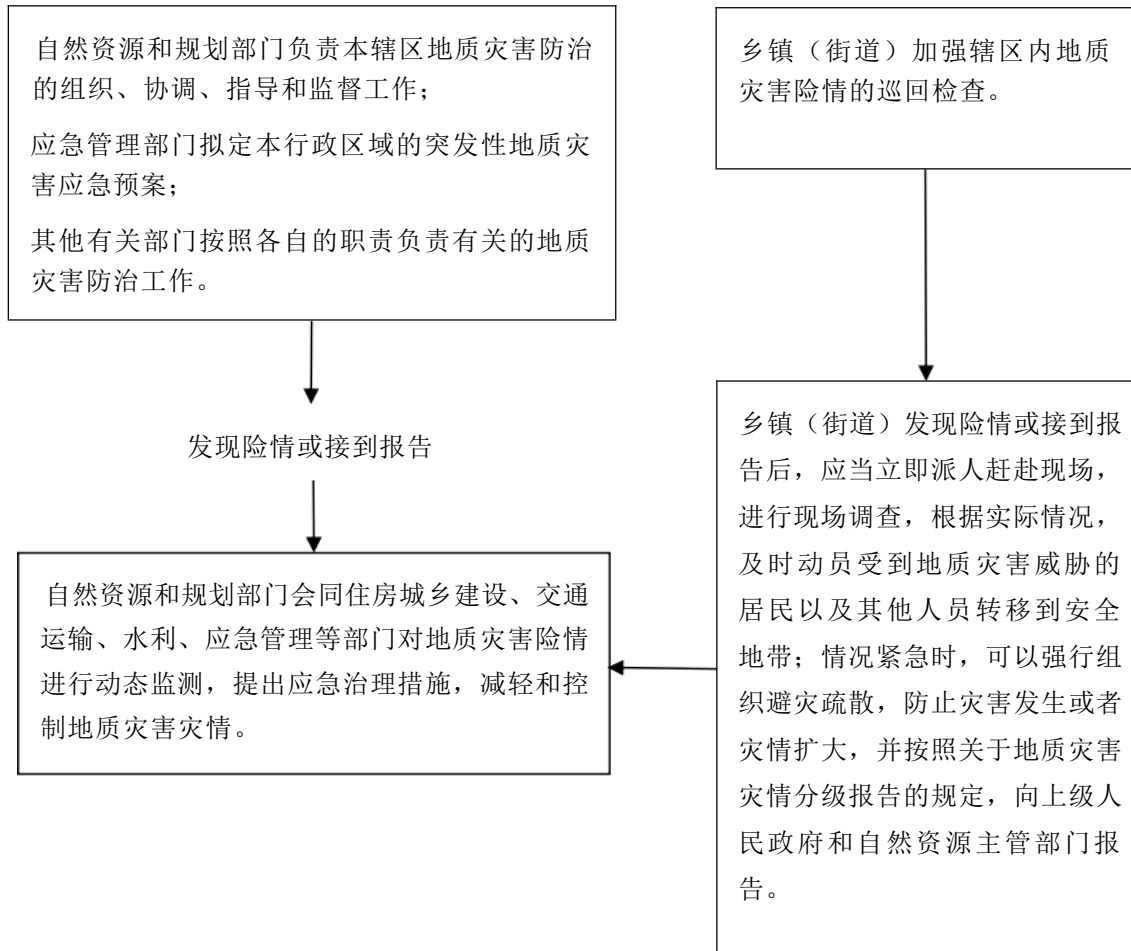 自然资源和规划部门负责本辖区地质灾害防治
的组织、协调、指导和监督工作；
应急管理部门拟定本行政区域的突发性地质灾
害应急预案；
其他有关部门按照各自的职责负责有关的地质
灾害防治工作。
乡镇（街道）加强辖区内地质
灾害险情的巡回检查。
发现险情或接到报告
自然资源和规划部门会同住房城乡建设、交通
运输、水利、应急管理等部门对地质灾害险情
进行动态监测，提出应急治理措施，减轻和控
制地质灾害灾情。
乡镇（街道）发现险情或接到报
告后，应当立即派人赶赴现场，
进行现场调查，根据实际情况，
及时动员受到地质灾害威胁的
居民以及其他人员转移到安全
地带；情况紧急时，可以强行组
织避灾疏散，防止灾害发生或者
灾情扩大，并按照关于地质灾害
灾情分级报告的规定，向上级人
民政府和自然资源主管部门报
告。